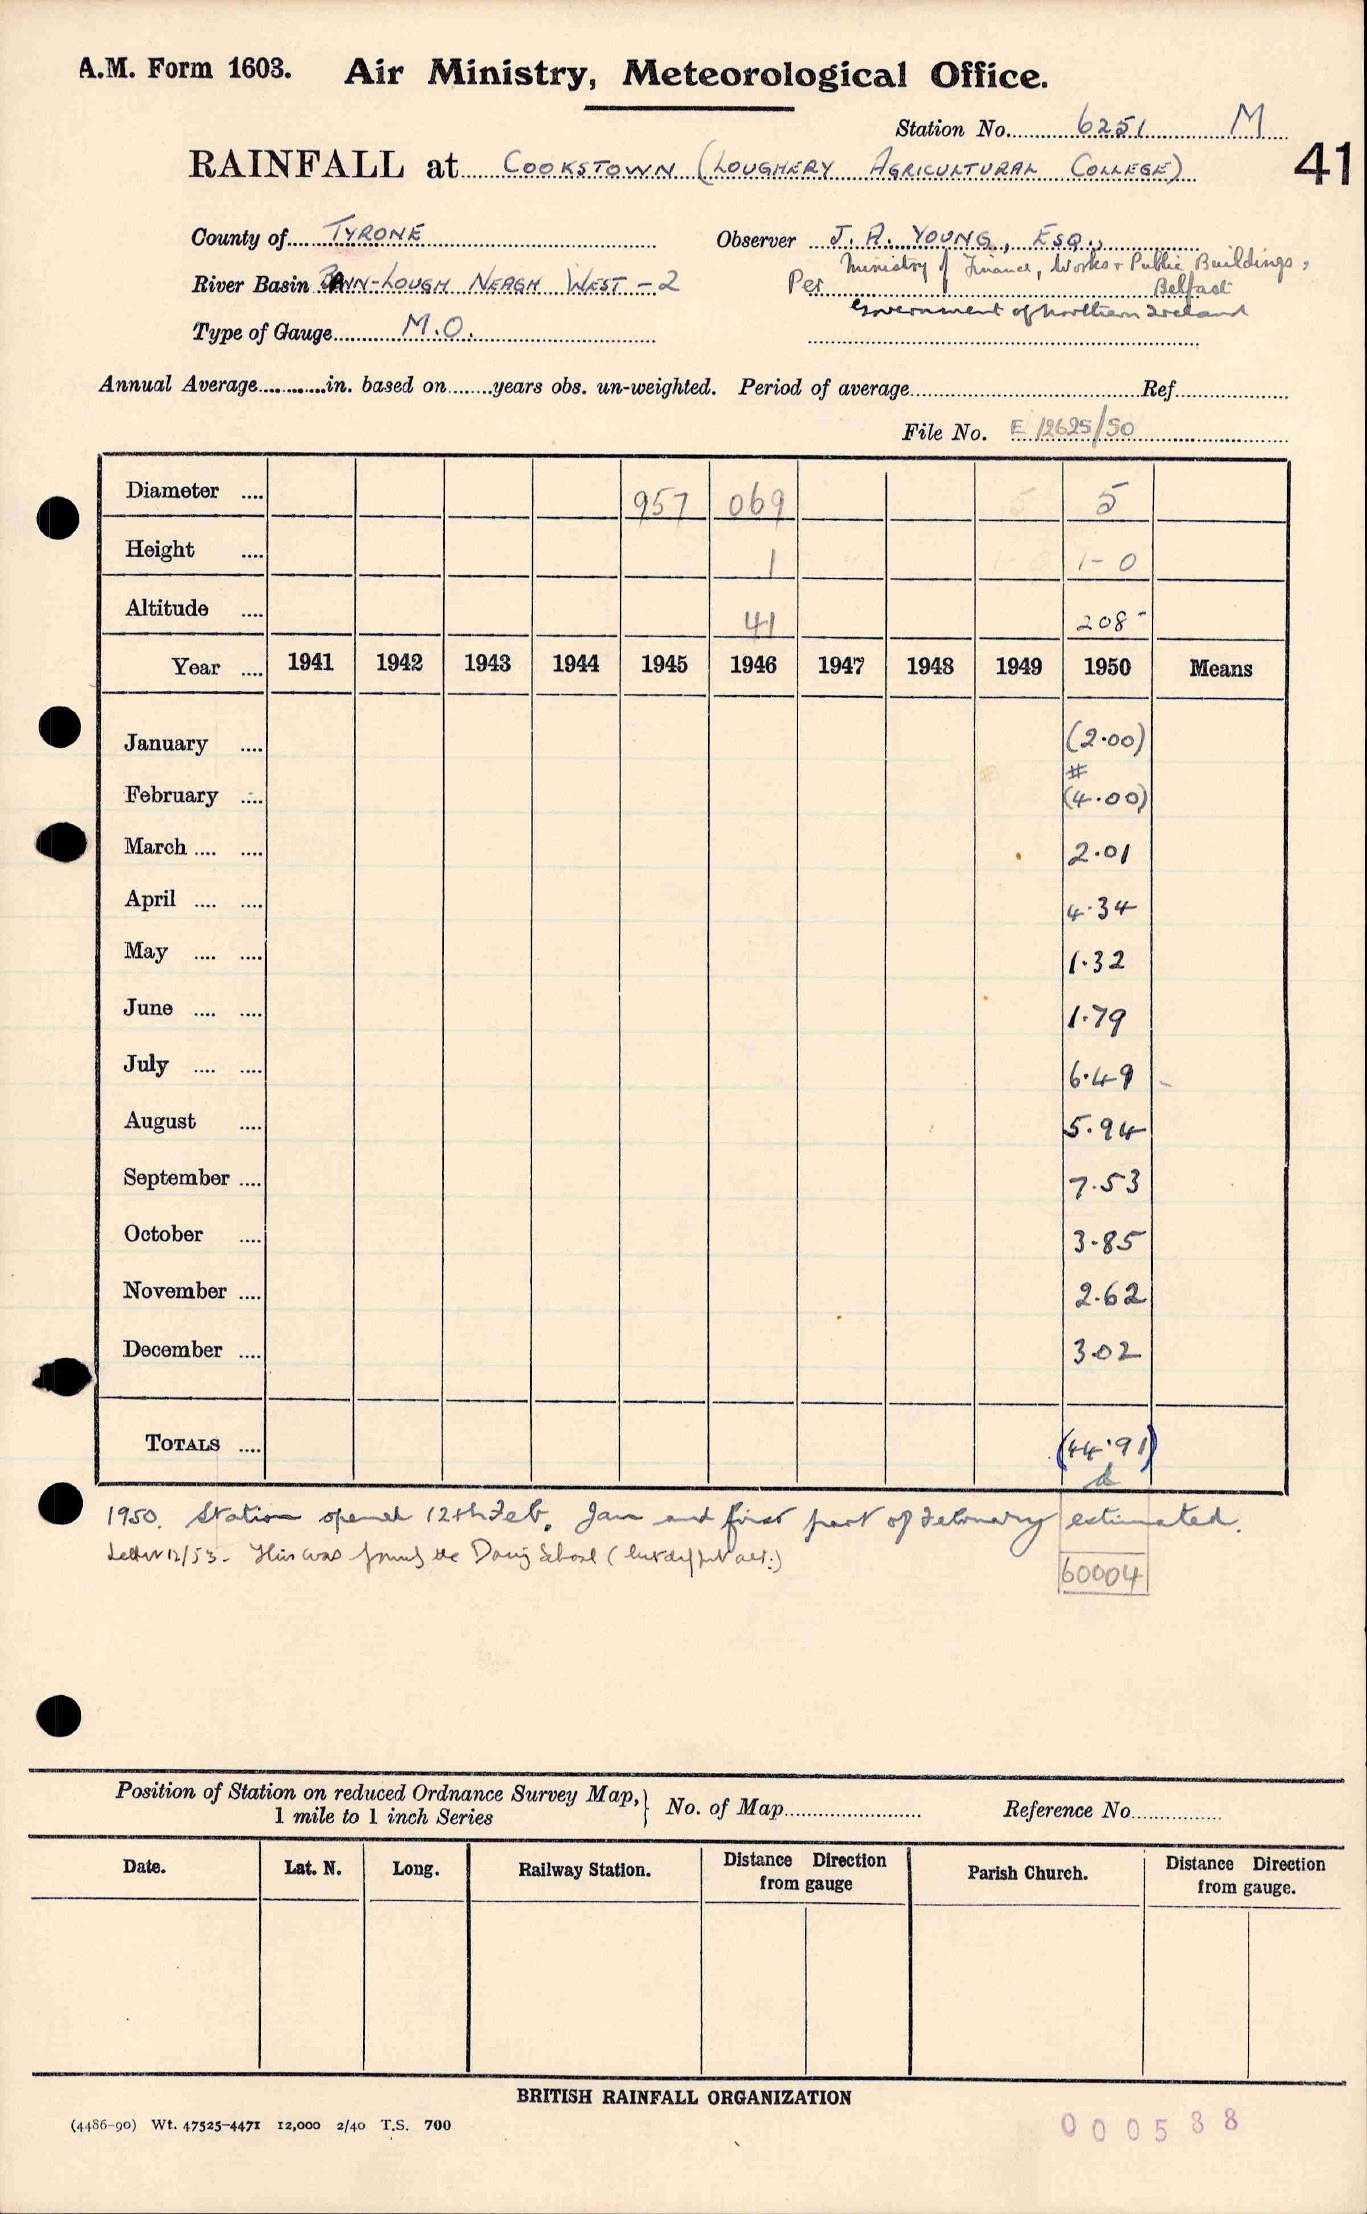 A.M. Form 1603. Air Ministry, Meteorological Office.
Station No. 6251 M
41
RAINFALL at COOKSTOWN (LOUGHERY AGRICULTURAL COLLEGE)
County of TYRONE Observer J. A. YOUNG, ESQ.,
Ministry of Finance, Works & Public Buildings,
River Basin BANN-LOUGH NEAGH WEST - 2 Per Belfast
Government of Northern Ireland
Type of Gauge M.O.
Annual Average in. based on years obs. un-weighted. Period of average Ref
File No. E 12625/50
Diameter 957 069 5 5
Height 1 1-0 1-0
Altitude 41 208
Year 1941 1942 1943 1944 1945 1946 1947 1948 1949 1950 Means
January (2.00)
#
February (4.00)
March 2.01
April 4.34
May 1.32
June 1.79
July 6.49
August 5.94
September 7.53
October 3.85
November 2.62
December 3.02
TOTALS (44.91)
1950. Station opened 12th Feb. Jan and first part of February estimated.
Letter 12/53. This was found the School
60004
Position of Station on reduced Ordnance Survey Map,
1 mile to 1 inch Series
No. of Map Reference No.
Date. Lat. N. Long. Railway Station. Distance Direction from gauge Parish Church. Distance Direction from gauge.
BRITISH RAINFALL ORGANIZATION
(4486-90) Wt. 47525-4471 12,000 2/40 T.S. 700
000588